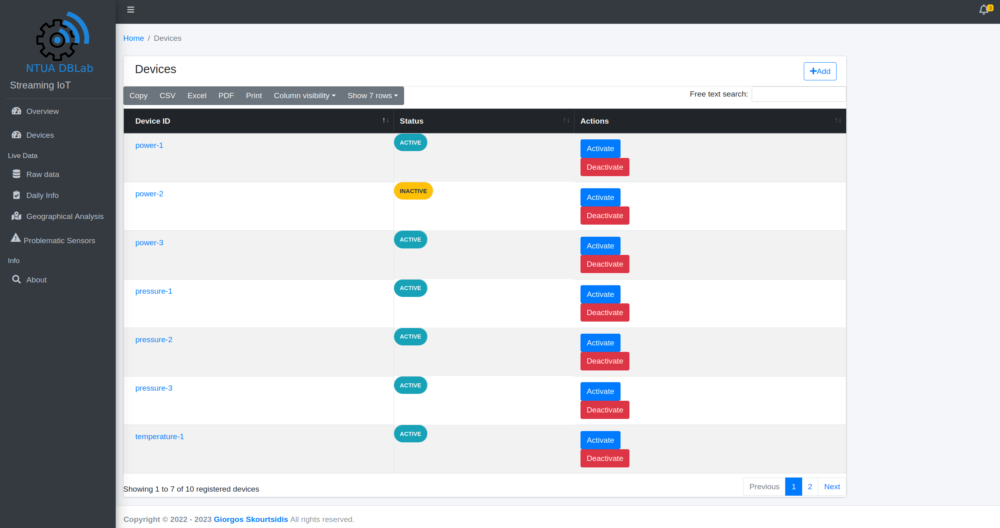 NTUA DBLab
Streaming IoT
Overview
Devices
Live Data
Raw data
Daily Info
Geographical Analysis
Problematic Sensors
Info
About
3
Home / Devices
Devices
Add
Copy CSV Excel PDF Print Column visibility Show 7 rows
Free text search:
Device ID Status Actions
power-1 ACTIVE Activate
Deactivate
power-2 INACTIVE Activate
Deactivate
power-3 ACTIVE Activate
Deactivate
pressure-1 ACTIVE Activate
Deactivate
pressure-2 ACTIVE Activate
Deactivate
pressure-3 ACTIVE Activate
Deactivate
temperature-1 ACTIVE Activate
Deactivate
Showing 1 to 7 of 10 registered devices
Previous 1 2 Next
Copyright © 2022 - 2023 Giorgos Skourtsidis All rights reserved.